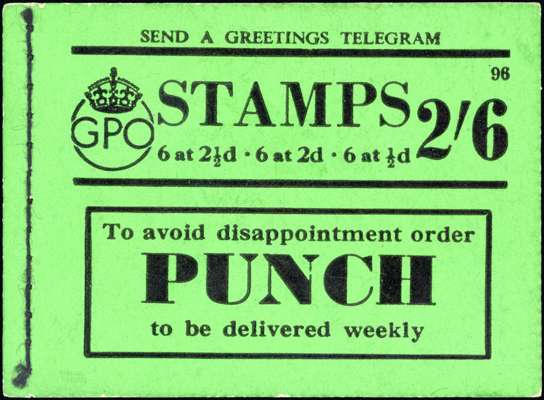 SEND A GREETINGS TELEGRAM
96
GPO
STAMPS 2/6
6 at 2½d · 6 at 2d · 6 at ½d
To avoid disappointment order
PUNCH
to be delivered weekly